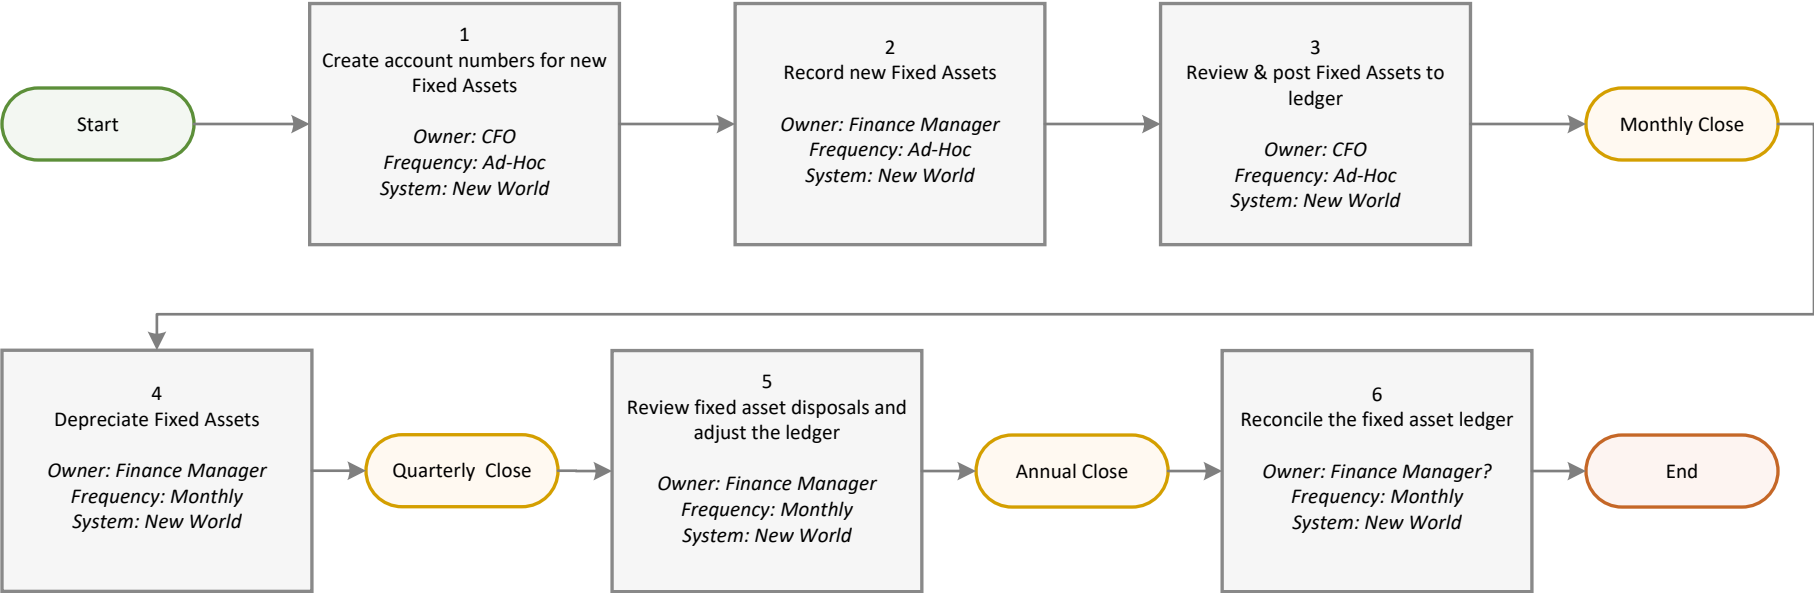 Start
1
Create account numbers for new
Fixed Assets
Owner: CFO
Frequency: Ad-Hoc
System: New World
2
Record new Fixed Assets
Owner: Finance Manager
Frequency: Ad-Hoc
System: New World
3
Review & post Fixed Assets to
ledger
Owner: CFO
Frequency: Ad-Hoc
System: New World
Monthly Close
4
Depreciate Fixed Assets
Owner: Finance Manager
Frequency: Monthly
System: New World
Quarterly Close
5
Review fixed asset disposals and
adjust the ledger
Owner: Finance Manager
Frequency: Monthly
System: New World
Annual Close
6
Reconcile the fixed asset ledger
Owner: Finance Manager?
Frequency: Monthly
System: New World
End